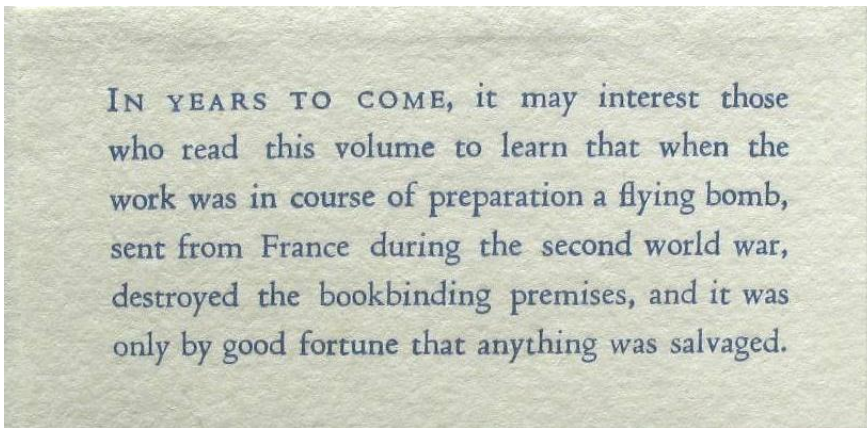 IN YEARS TO COME, it may interest those
who read this volume to learn that when the
work was in course of preparation a flying bomb,
sent from France during the second world war,
destroyed the bookbinding premises, and it was
only by good fortune that anything was salvaged.